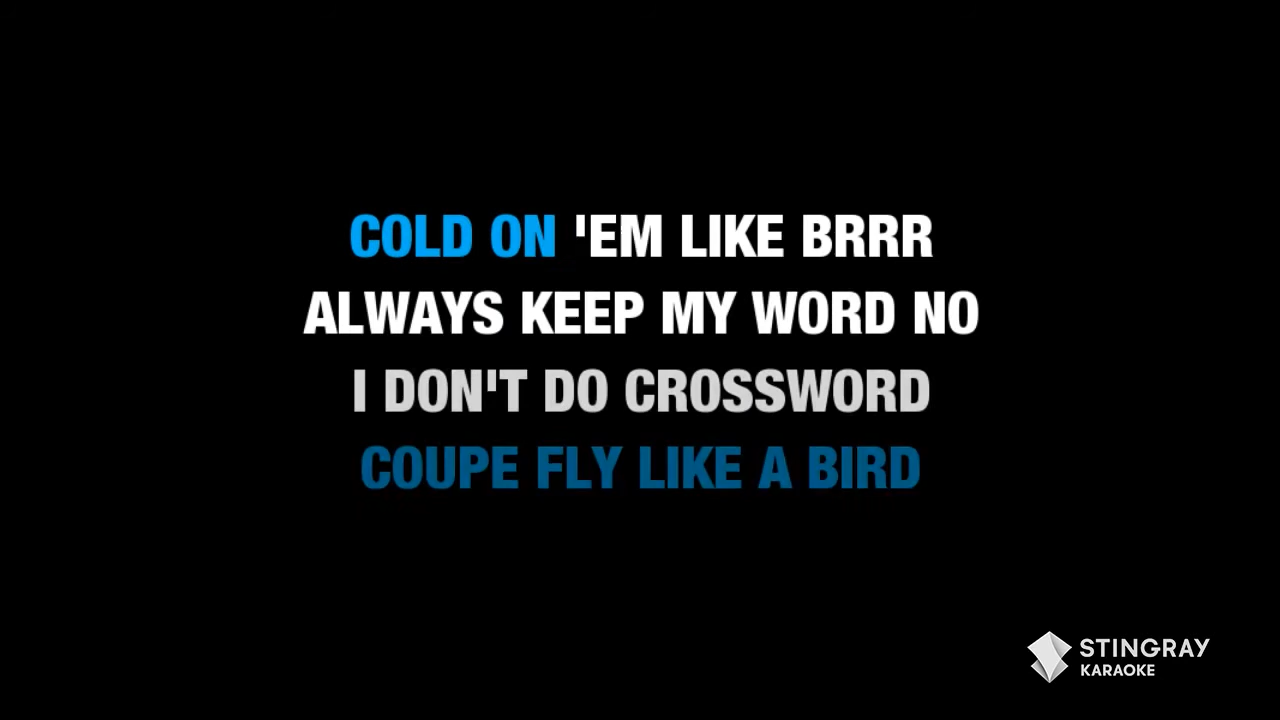 COLD ON 'EM LIKE BRRR
ALWAYS KEEP MY WORD NO
I DON'T DO CROSSWORD
COUPE FLY LIKE A BIRD
STINGRAY
KARAOKE